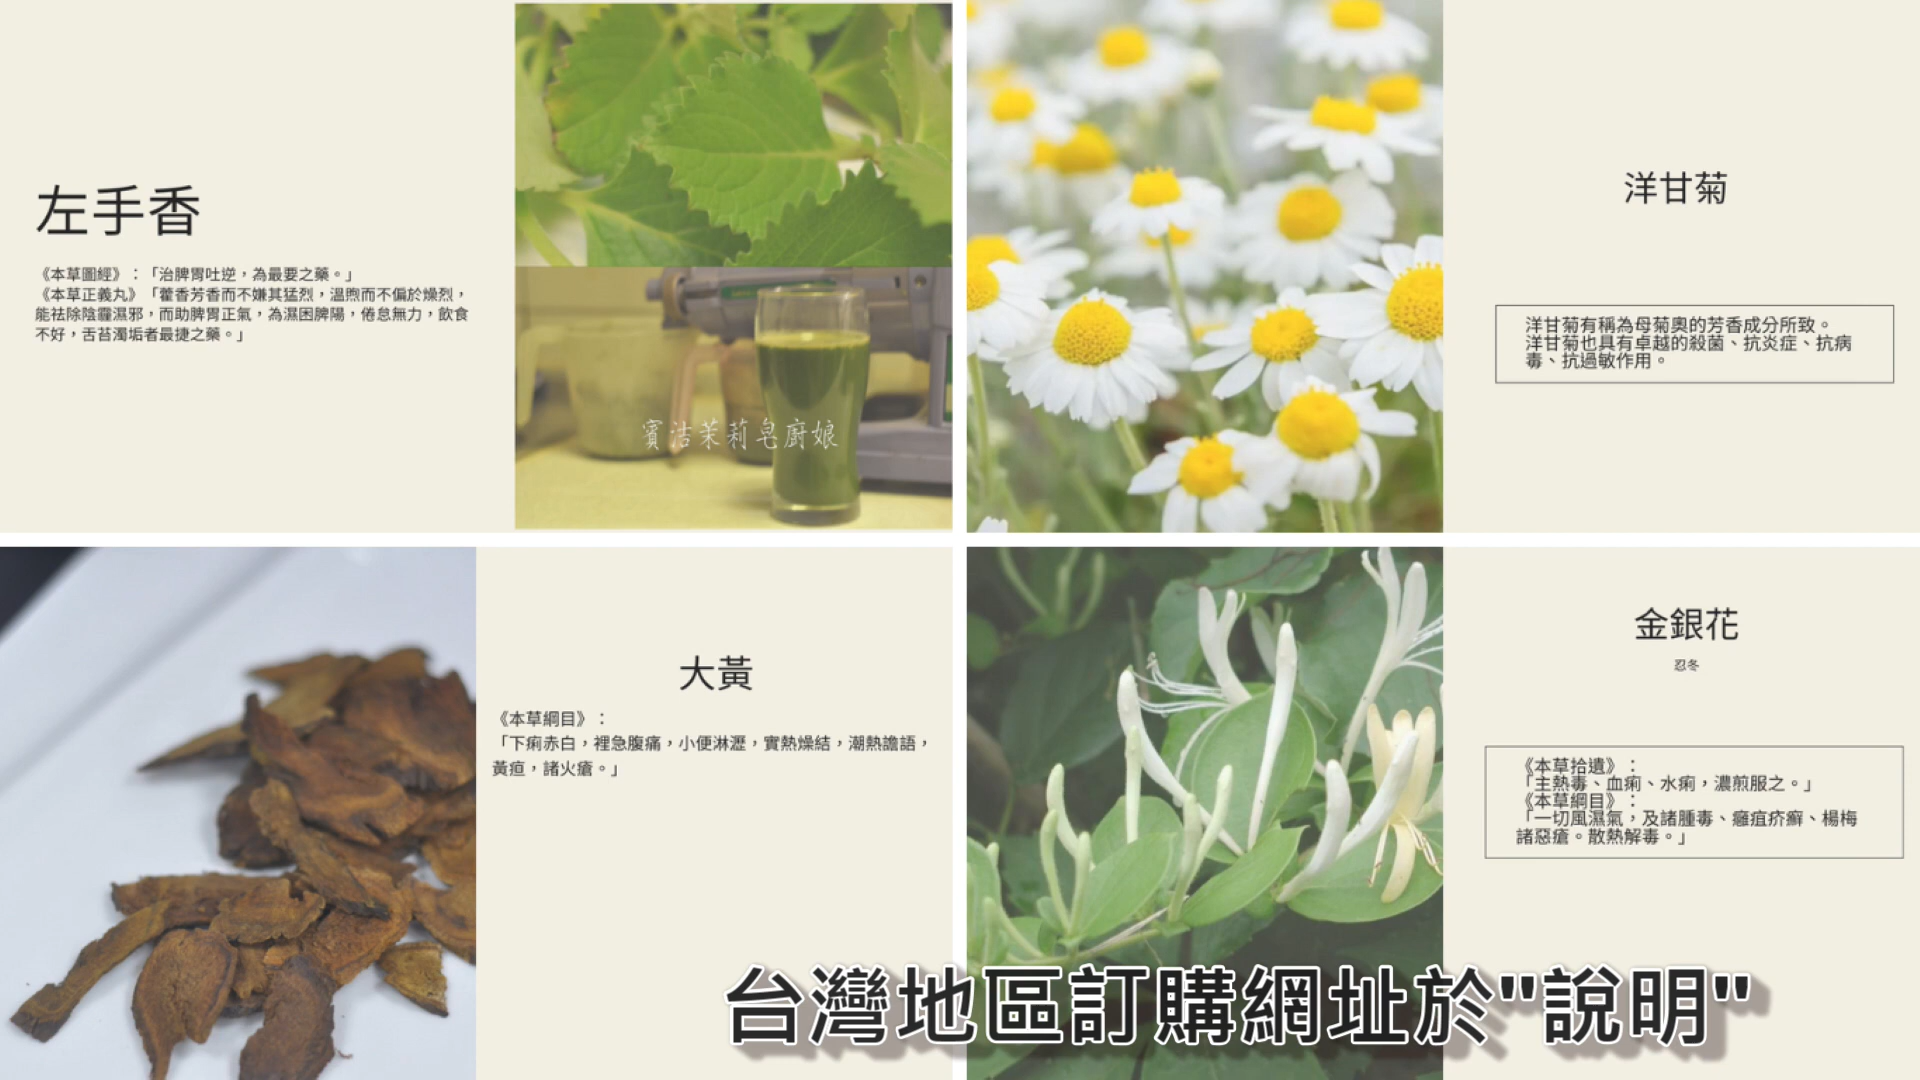 左手香
《本草圖經》：「治脾胃吐逆，為最要之藥。」
《本草正義丸》「藿香芳香而不嫌其猛烈，溫煦而不偏於燥烈，
能祛除陰霾濕邪，而助脾胃正氣，為濕困脾陽，倦怠無力，飲食
不好，舌苔濁垢者最捷之藥。」
賓洁茉莉皂廚娘
洋甘菊
洋甘菊有稱為母菊奧的芳香成分所致。
洋甘菊也具有卓越的殺菌、抗炎症、抗病
毒、抗過敏作用。
大黃
《本草綱目》：
「下痢赤白，裡急腹痛，小便淋瀝，實熱燥結，潮熱譫語，
黃疸，諸火瘡。」
金銀花
忍冬
《本草拾遺》：
「主熱毒、血痢、水痢，濃煎服之。」
《本草綱目》：
「一切風濕氣，及諸腫毒、癰疽疥癬、楊梅
諸惡瘡。散熱解毒。」
台灣地區訂購網址於"說明"